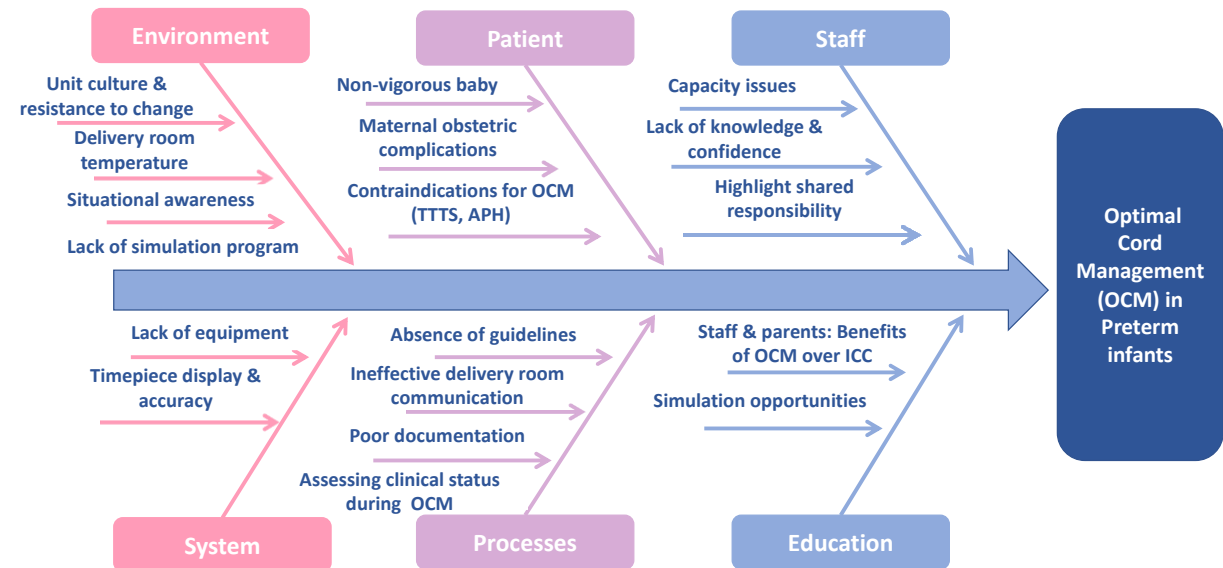 Environment
Patient
Staff
Unit culture &
resistance to change
Delivery room
temperature
Situational awareness
Lack of simulation program
Non-vigorous baby
Maternal obstetric
complications
Contraindications for OCM
(TTTS, APH)
Capacity issues
Lack of knowledge &
confidence
Highlight shared
responsibility
Optimal
Cord
Management
(OCM) in
Preterm
infants
Lack of equipment
Timepiece display &
accuracy
Absence of guidelines
Ineffective delivery room
communication
Poor documentation
Assessing clinical status
during OCM
Staff & parents: Benefits
of OCM over ICC
Simulation opportunities
System
Processes
Education